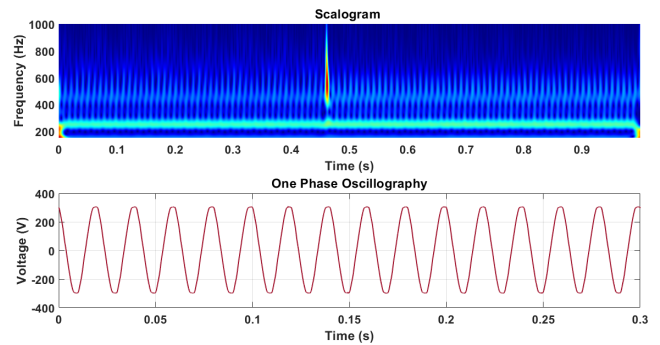 Scalogram
Frequency (Hz)
1000
800
600
400
200
0 0.1 0.2 0.3 0.4 0.5 0.6 0.7 0.8 0.9
Time (s)
One Phase Oscillography
Voltage (V)
400
200
0
-200
-400
0 0.05 0.1 0.15 0.2 0.25 0.3
Time (s)